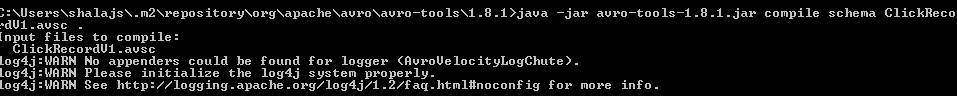 C:\Users\shalajs\.m2\repository\org\apache\avro\avro-tools\1.8.1>java -jar avro-tools-1.8.1.jar compile schema ClickReco
rdV1.avsc .
Input files to compile:
  ClickRecordV1.avsc
log4j:WARN No appenders could be found for logger (AvroVelocityLogChute).
log4j:WARN Please initialize the log4j system properly.
log4j:WARN See http://logging.apache.org/log4j/1.2/faq.html#noconfig for more info.